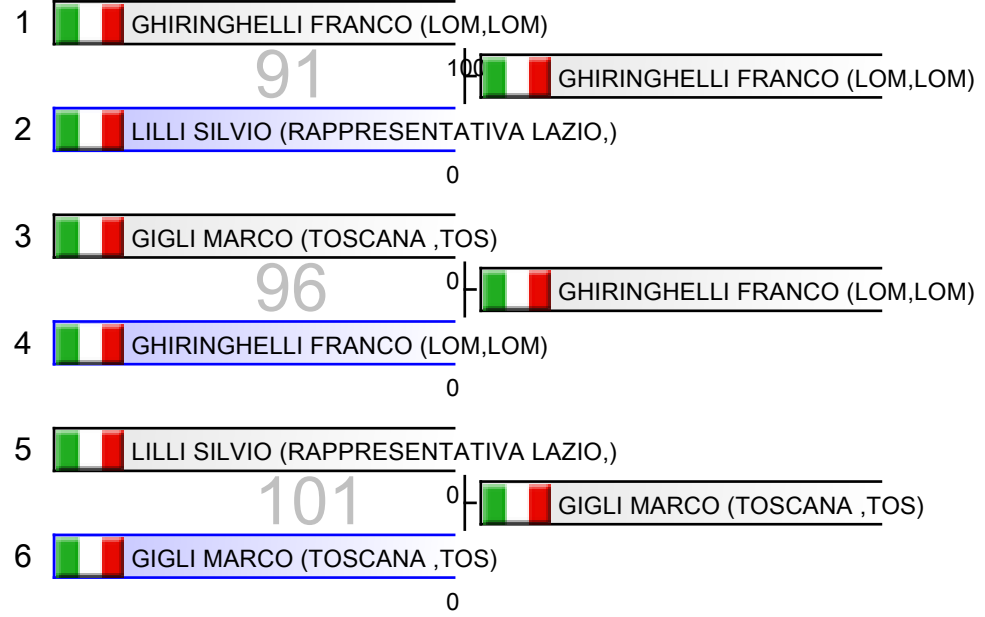 1 GHIRINGHELLI FRANCO (LOM,LOM)
91
100 GHIRINGHELLI FRANCO (LOM,LOM)
2 LILLI SILVIO (RAPPRESENTATIVA LAZIO,)
0
3 GIGLI MARCO (TOSCANA ,TOS)
96
0 GHIRINGHELLI FRANCO (LOM,LOM)
4 GHIRINGHELLI FRANCO (LOM,LOM)
0
5 LILLI SILVIO (RAPPRESENTATIVA LAZIO,)
101
0 GIGLI MARCO (TOSCANA ,TOS)
6 GIGLI MARCO (TOSCANA ,TOS)
0